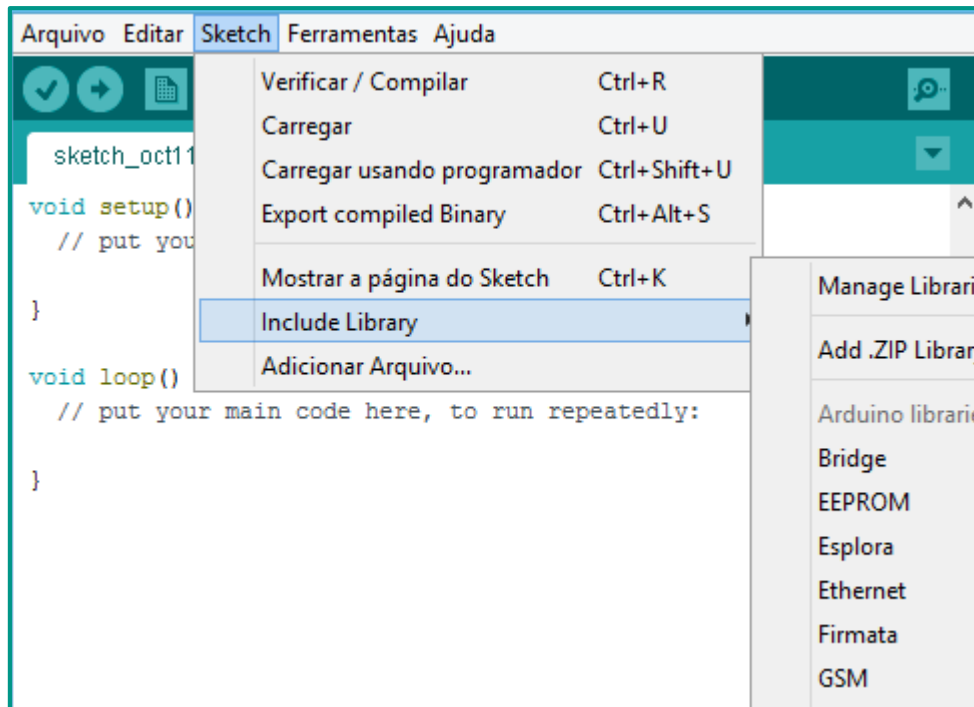 Arquivo Editar Sketch Ferramentas Ajuda
Verificar / Compilar Ctrl+R
Carregar Ctrl+U
Carregar usando programador Ctrl+Shift+U
Export compiled Binary Ctrl+Alt+S
Mostrar a página do Sketch Ctrl+K
Include Library
Adicionar Arquivo...
sketch_oct11
void setup()
// put you
}
void loop()
// put your main code here, to run repeatedly:
}
Manage Librari
Add .ZIP Librar
Arduino librari
Bridge
EEPROM
Esplora
Ethernet
Firmata
GSM